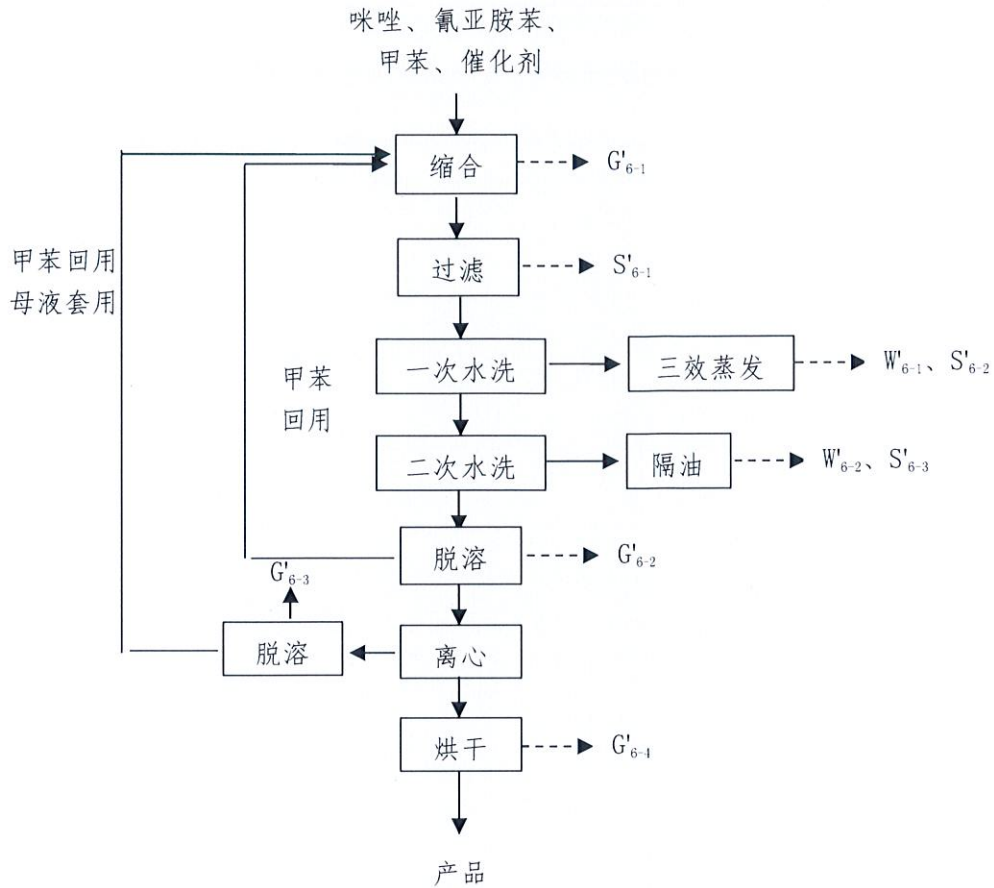 咪唑、氰亚胺苯、
甲苯、催化剂
缩合
G'6-1
过滤
S'6-1
甲苯回用
母液套用
一次水洗
三效蒸发
W'6-1、S'6-2
甲苯
回用
二次水洗
隔油
W'6-2、S'6-3
脱溶
G'6-2
G'6-3
脱溶
离心
烘干
G'6-4
产品